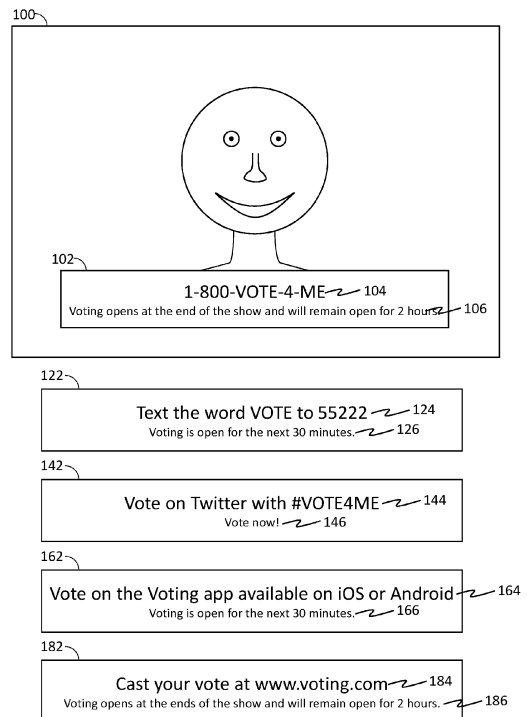 100
102
1-800-VOTE-4-ME 104
Voting opens at the end of the show and will remain open for 2 hours. 106
122
Text the word VOTE to 55222 124
Voting is open for the next 30 minutes. 126
142
Vote on Twitter with #VOTE4ME 144
Vote now! 146
162
Vote on the Voting app available on iOS or Android 164
Voting is open for the next 30 minutes. 166
182
Cast your vote at www.voting.com 184
Voting opens at the ends of the show and will remain open for 2 hours. 186